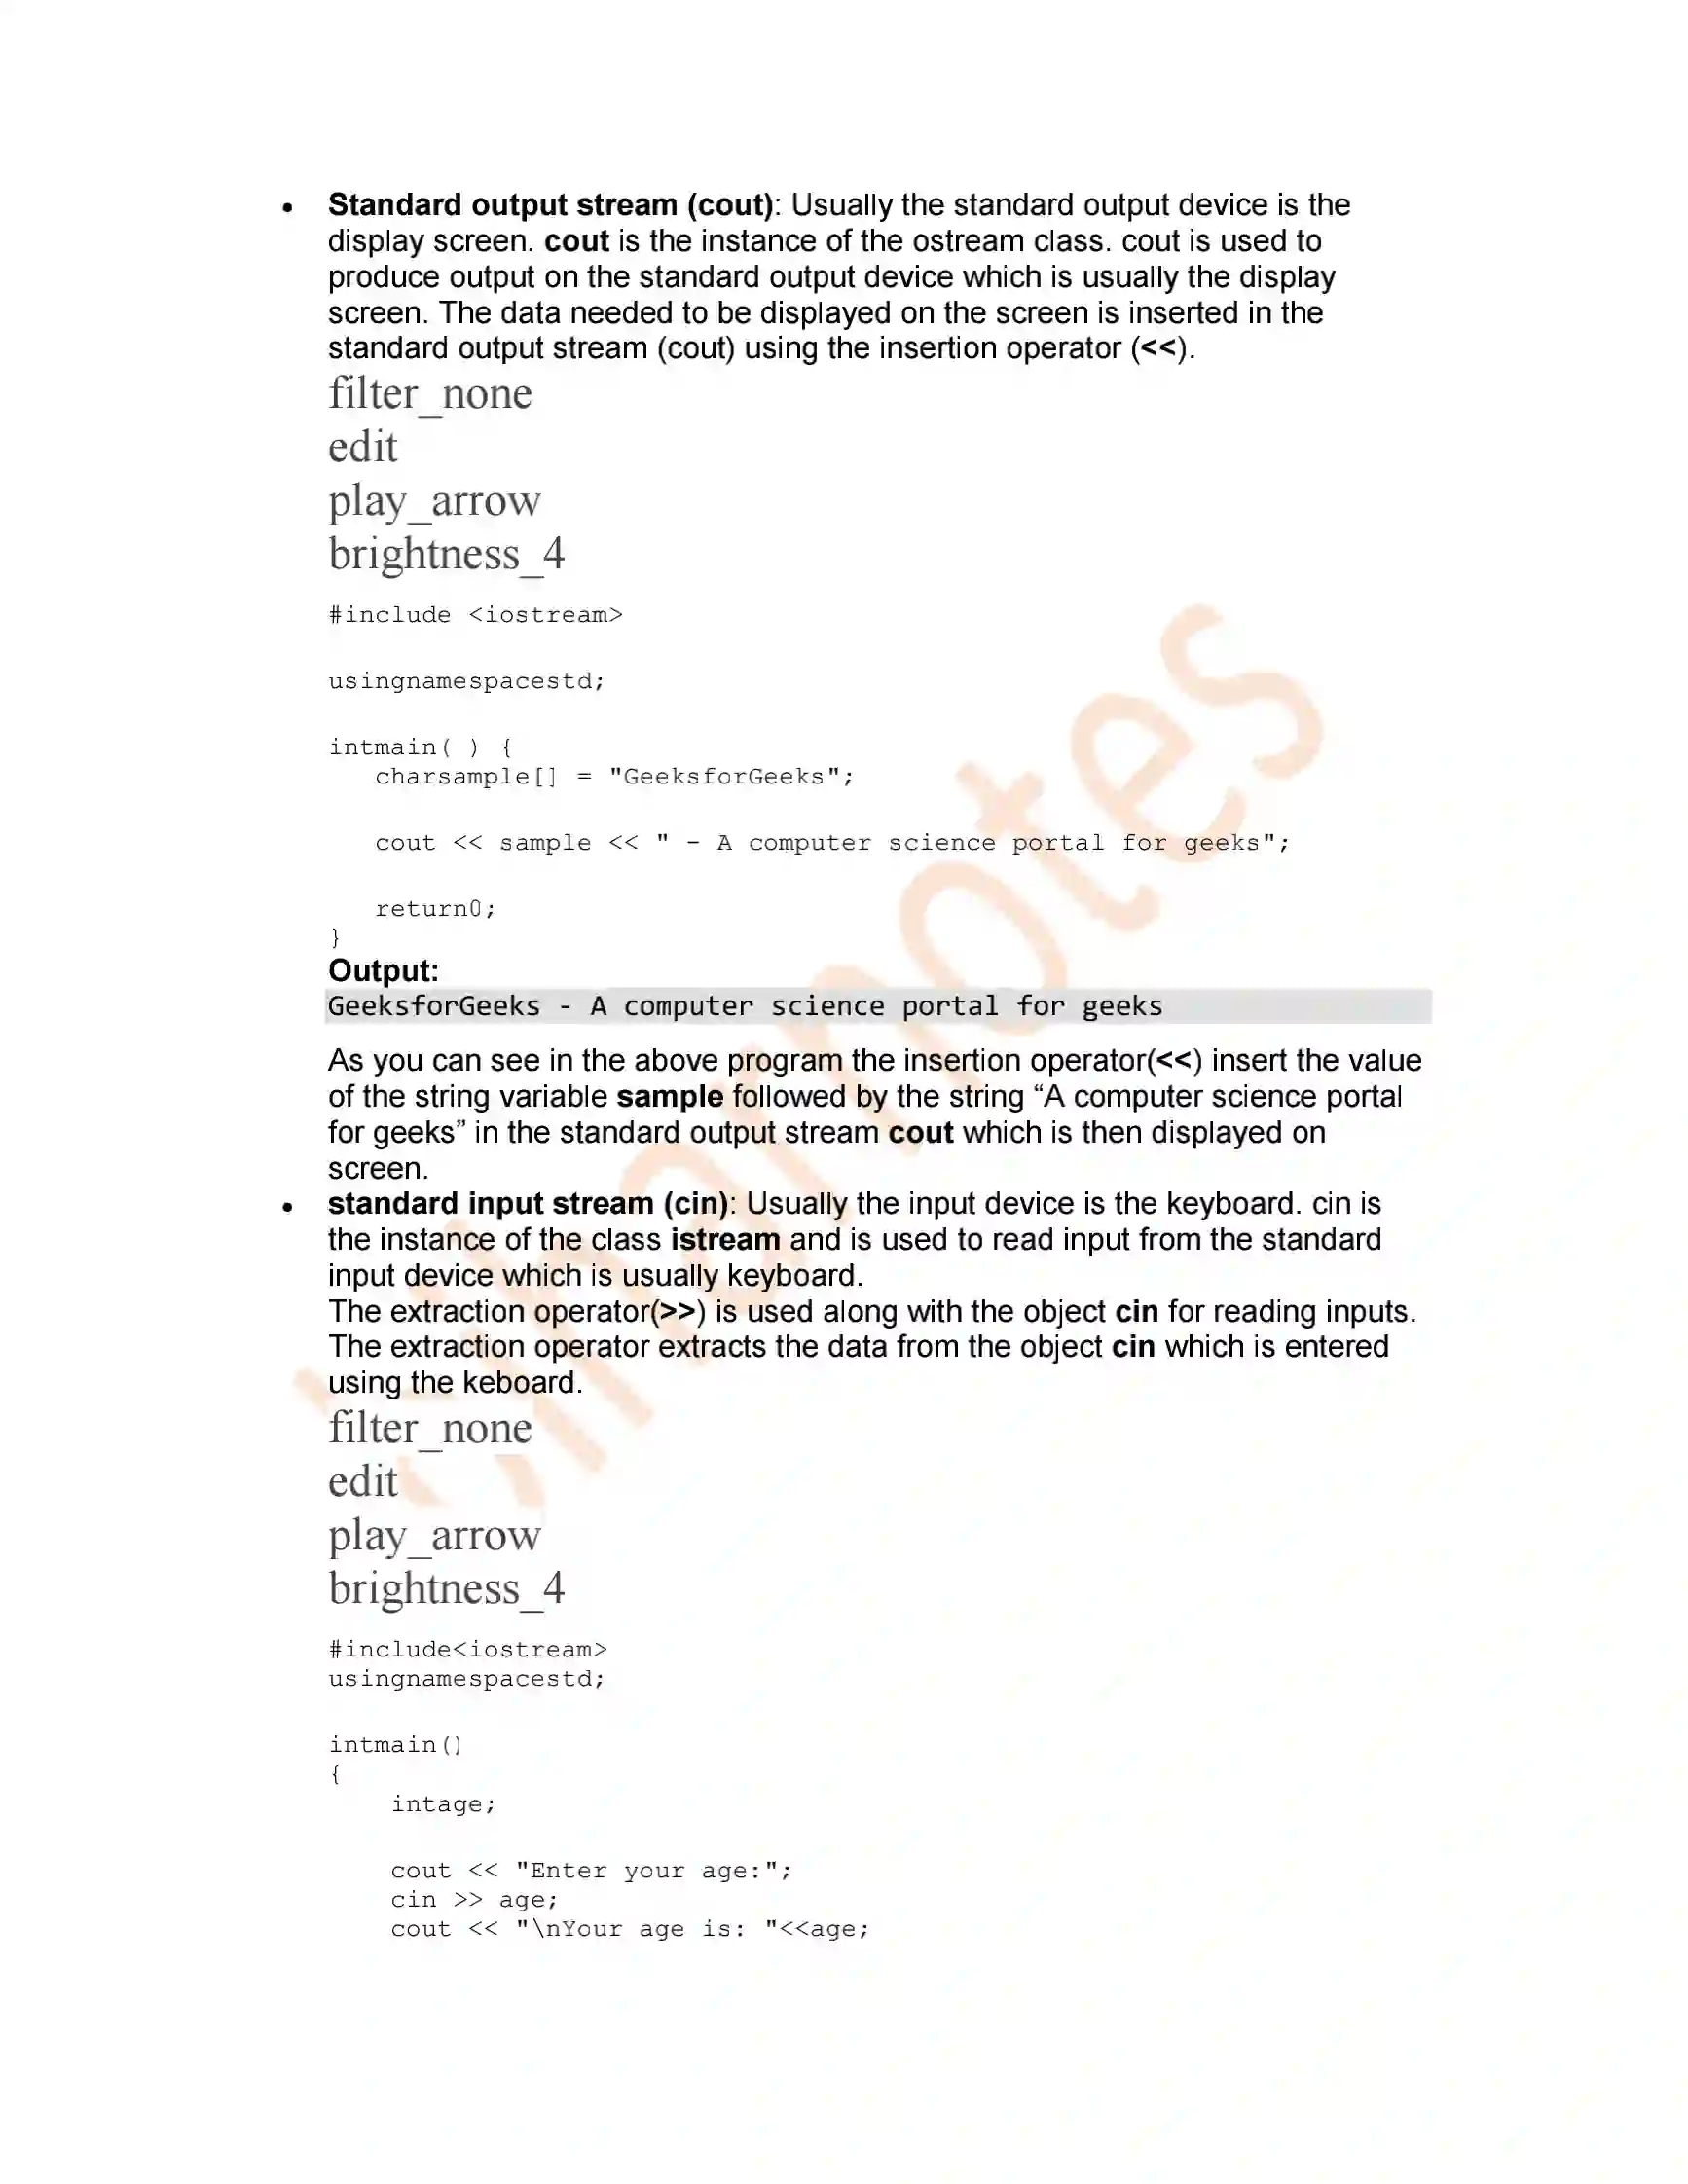 • Standard output stream (cout): Usually the standard output device is the
display screen. cout is the instance of the ostream class. cout is used to
produce output on the standard output device which is usually the display
screen. The data needed to be displayed on the screen is inserted in the
standard output stream (cout) using the insertion operator (<<).
filter_none
edit
play_arrow
brightness_4
#include <iostream>
usingnamespacestd;
intmain( ) {
charsample[] = "GeeksforGeeks";
cout << sample << " - A computer science portal for geeks";
return0;
}
Output:
GeeksforGeeks - A computer science portal for geeks
As you can see in the above program the insertion operator(<<) insert the value
of the string variable sample followed by the string “A computer science portal
for geeks” in the standard output stream cout which is then displayed on
screen.
• standard input stream (cin): Usually the input device is the keyboard. cin is
the instance of the class istream and is used to read input from the standard
input device which is usually keyboard.
The extraction operator(>>) is used along with the object cin for reading inputs.
The extraction operator extracts the data from the object cin which is entered
using the keboard.
filter_none
edit
play_arrow
brightness_4
#include<iostream>
usingnamespacestd;
intmain()
{
intage;
cout << "Enter your age:";
cin >> age;
cout << "\nYour age is: "<<age;